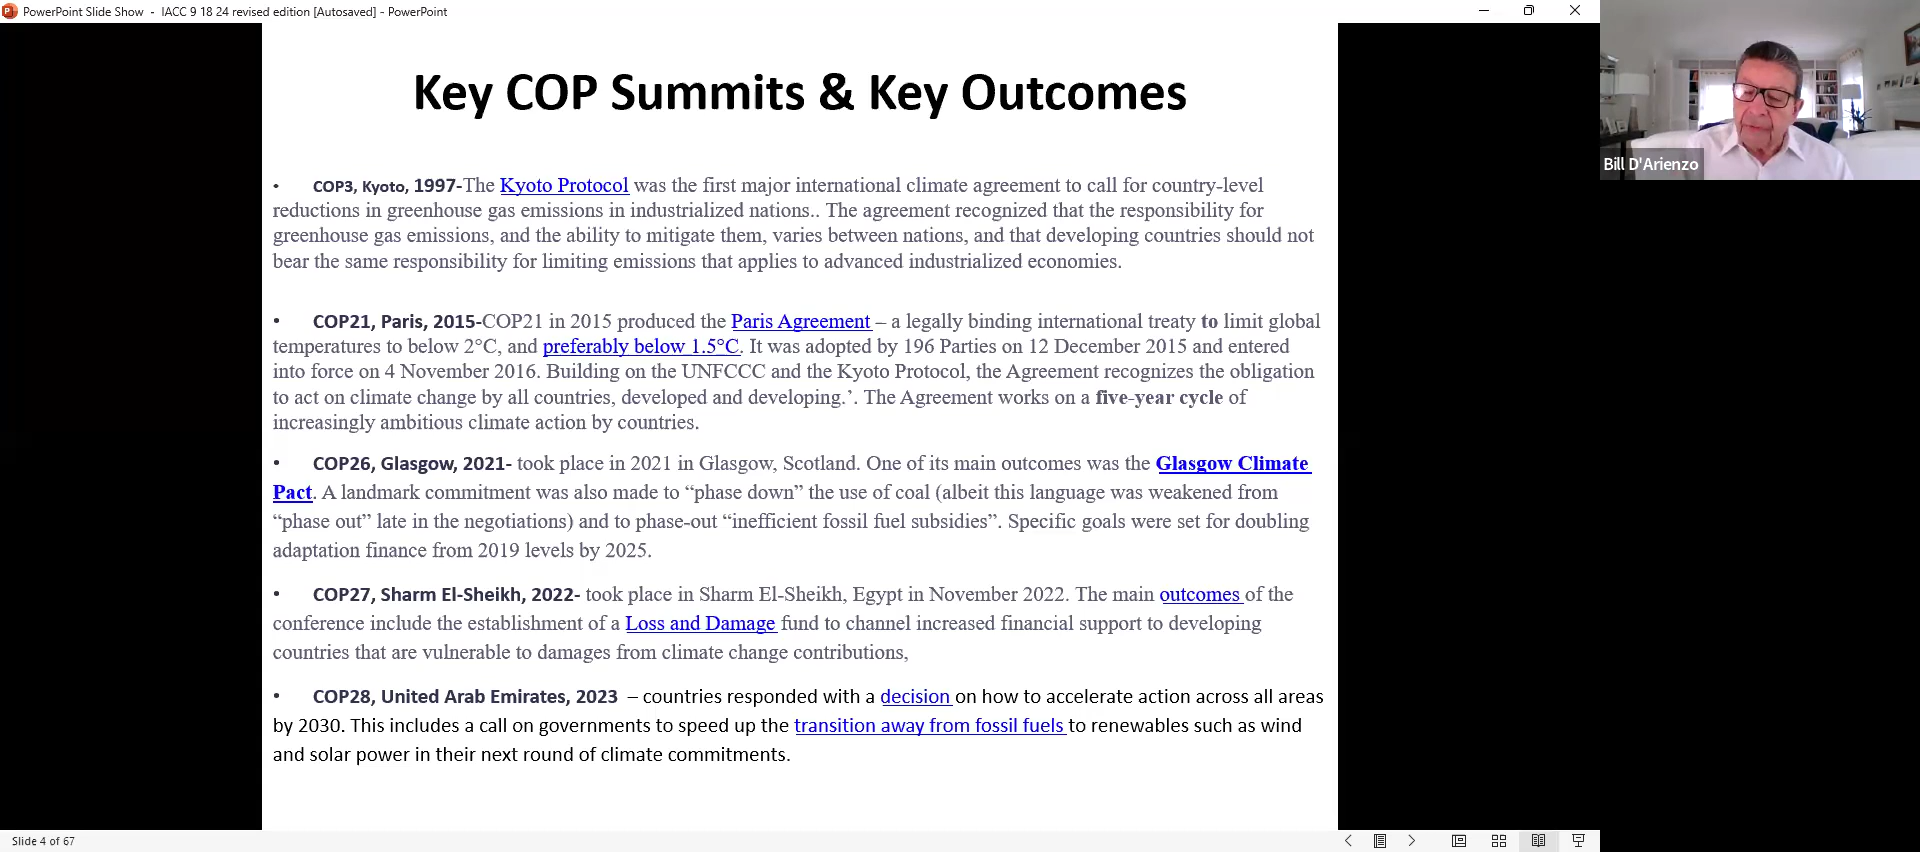 PowerPoint Slide Show - IACC 9 18 24 revised edition [Autosaved] - PowerPoint
Key COP Summits & Key Outcomes
• COP3, Kyoto, 1997-The Kyoto Protocol was the first major international climate agreement to call for country-level
reductions in greenhouse gas emissions in industrialized nations.. The agreement recognized that the responsibility for
greenhouse gas emissions, and the ability to mitigate them, varies between nations, and that developing countries should not
bear the same responsibility for limiting emissions that applies to advanced industrialized economies.
• COP21, Paris, 2015-COP21 in 2015 produced the Paris Agreement – a legally binding international treaty to limit global
temperatures to below 2°C, and preferably below 1.5°C. It was adopted by 196 Parties on 12 December 2015 and entered
into force on 4 November 2016. Building on the UNFCCC and the Kyoto Protocol, the Agreement recognizes the obligation
to act on climate change by all countries, developed and developing.’. The Agreement works on a five-year cycle of
increasingly ambitious climate action by countries.
• COP26, Glasgow, 2021- took place in 2021 in Glasgow, Scotland. One of its main outcomes was the Glasgow Climate
Pact. A landmark commitment was also made to “phase down” the use of coal (albeit this language was weakened from
“phase out” late in the negotiations) and to phase-out “inefficient fossil fuel subsidies”. Specific goals were set for doubling
adaptation finance from 2019 levels by 2025.
• COP27, Sharm El-Sheikh, 2022- took place in Sharm El-Sheikh, Egypt in November 2022. The main outcomes of the
conference include the establishment of a Loss and Damage fund to channel increased financial support to developing
countries that are vulnerable to damages from climate change contributions,
• COP28, United Arab Emirates, 2023 – countries responded with a decision on how to accelerate action across all areas
by 2030. This includes a call on governments to speed up the transition away from fossil fuels to renewables such as wind
and solar power in their next round of climate commitments.
Slide 4 of 67
Bill D'Arienzo